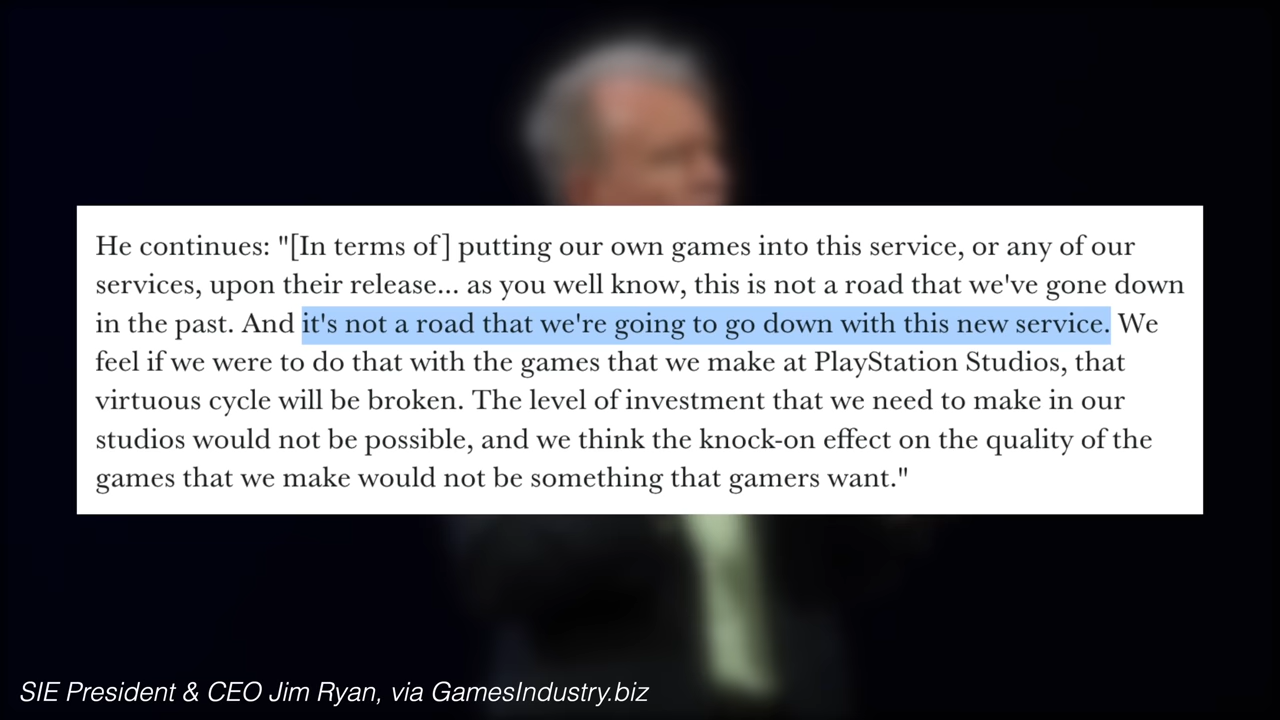 He continues: "[In terms of] putting our own games into this service, or any of our
services, upon their release... as you well know, this is not a road that we've gone down
in the past. And it's not a road that we're going to go down with this new service. We
feel if we were to do that with the games that we make at PlayStation Studios, that
virtuous cycle will be broken. The level of investment that we need to make in our
studios would not be possible, and we think the knock-on effect on the quality of the
games that we make would not be something that gamers want."
SIE President & CEO Jim Ryan, via GamesIndustry.biz